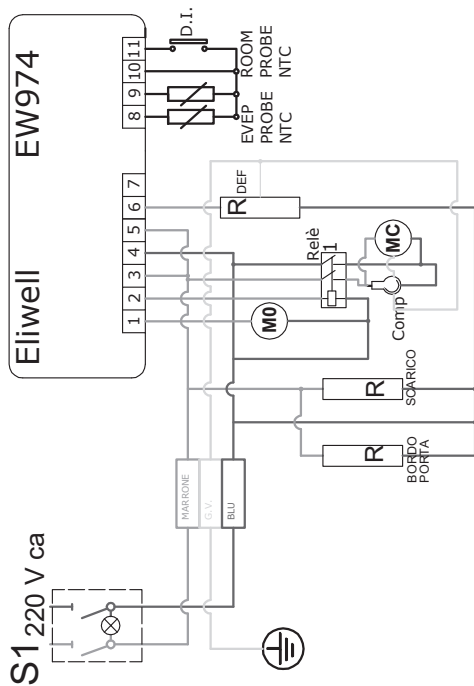 Eliwell EW974
1 2 3 4 5 6 7 8 9 10 11
D.I.
EVEP PROBE NTC
ROOM PROBE NTC
R DEF
M0
Relè 1
MC
Comp
R SCARICO
R BORDO PORTA
MARRONE
G.V.
BLU
S1 220 V ca